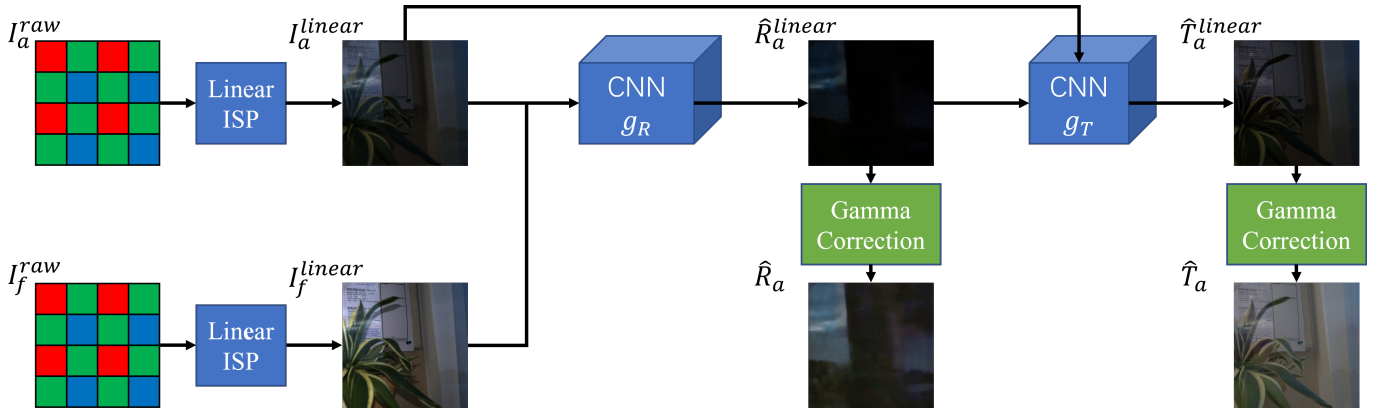 I_a^{raw}
I_a^{linear}
R̂_a^{linear}
T̂_a^{linear}
Linear
ISP
CNN
g_R
CNN
g_T
Gamma
Correction
Gamma
Correction
I_f^{raw}
I_f^{linear}
R̂_a
T̂_a
Linear
ISP